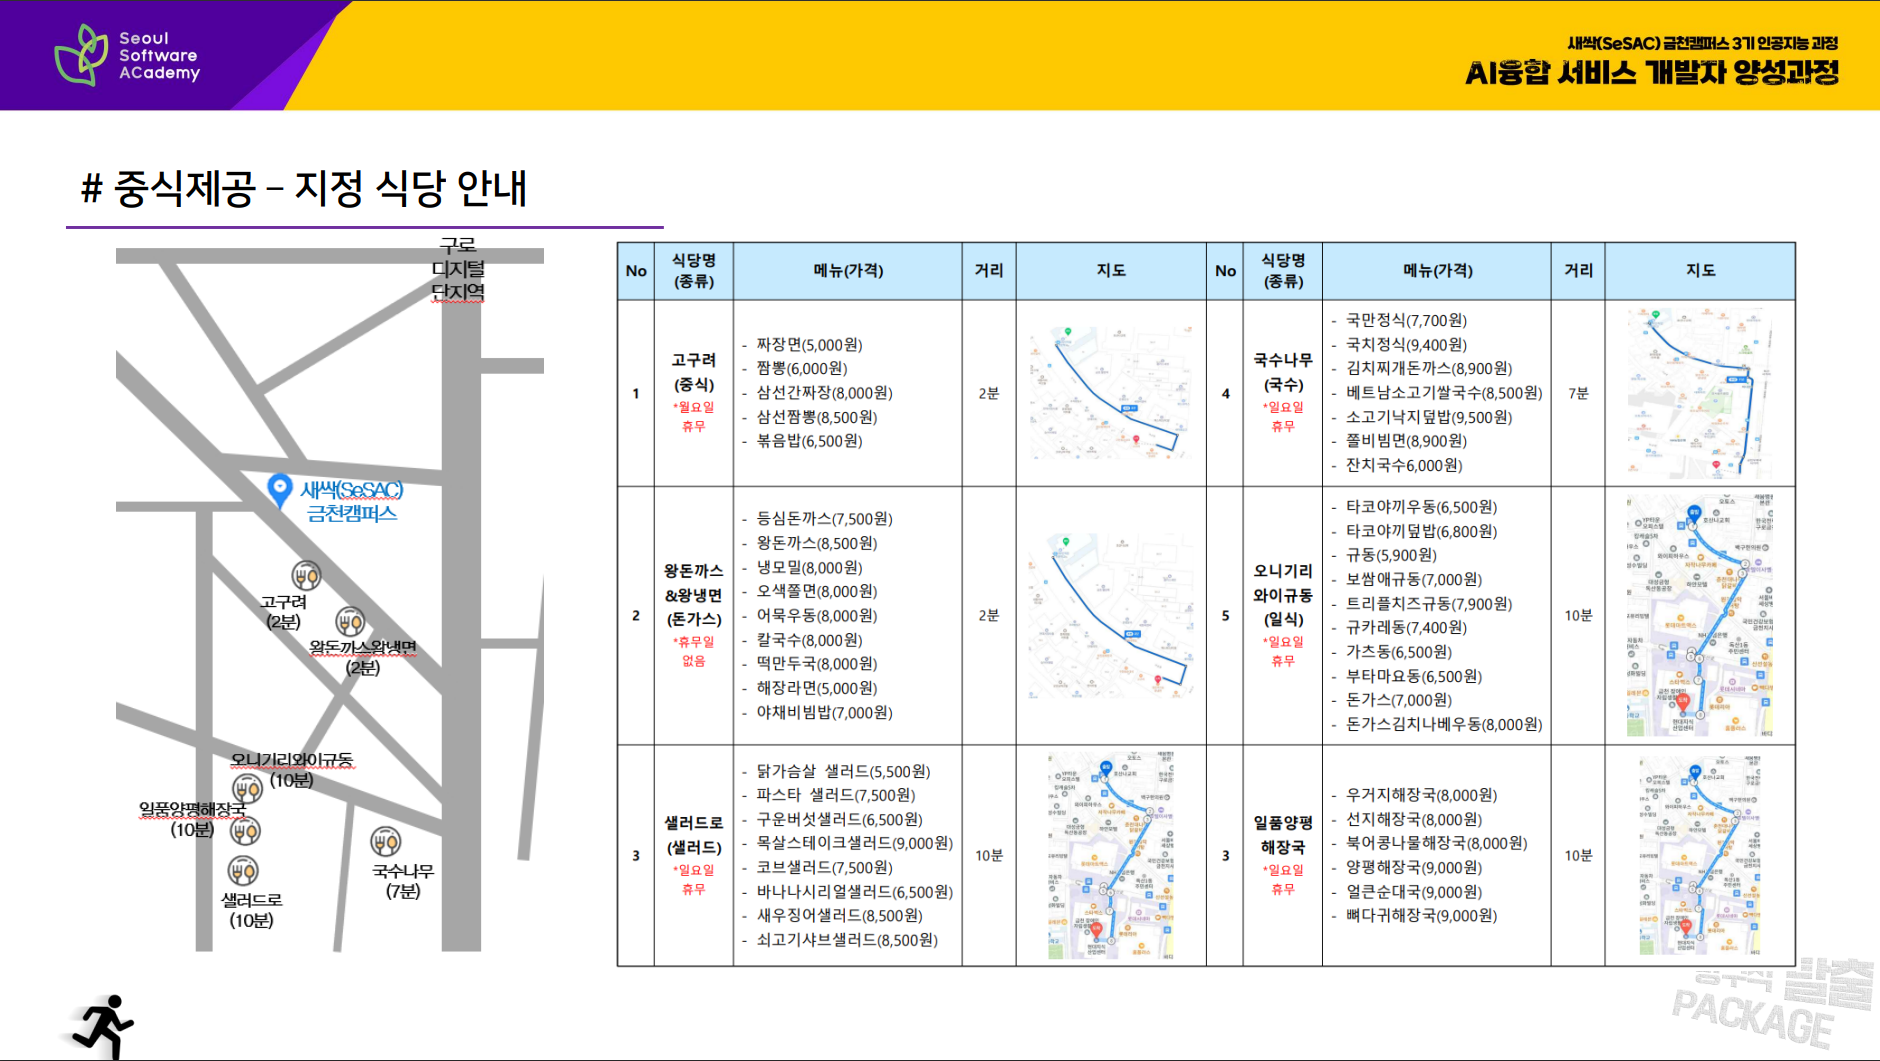 Seoul
Software
ACademy
새싹(SeSAC) 금천캠퍼스 3기 인공지능 과정
AI융합 서비스 개발자 양성과정
# 중식제공 – 지정 식당 안내
구로
디지털
단지역
새싹(SeSAC)
금천캠퍼스
고구려
(2분)
왕돈까스왕냉면
(2분)
오니기리와이규동
(10분)
일품양평해장국
(10분)
샐러드로
(10분)
국수나무
(7분)
No
식당명
(종류)
메뉴(가격)
거리
지도
No
식당명
(종류)
메뉴(가격)
거리
지도
1
고구려
(중식)
*월요일
휴무
- 짜장면(5,000원)
- 짬뽕(6,000원)
- 삼선간짜장(8,000원)
- 삼선짬뽕(8,500원)
- 볶음밥(6,500원)
2분
4
국수나무
(국수)
*일요일
휴무
- 국만정식(7,700원)
- 국치정식(9,400원)
- 김치찌개돈까스(8,900원)
- 베트남소고기쌀국수(8,500원)
- 소고기낙지덮밥(9,500원)
- 쫄비빔면(8,900원)
- 잔치국수6,000원)
7분
2
왕돈까스
&왕냉면
(돈가스)
*휴무일
없음
- 등심돈까스(7,500원)
- 왕돈까스(8,500원)
- 냉모밀(8,000원)
- 오색쫄면(8,000원)
- 어묵우동(8,000원)
- 칼국수(8,000원)
- 떡만두국(8,000원)
- 해장라면(5,000원)
- 야채비빔밥(7,000원)
2분
5
오니기리
와이규동
(일식)
*일요일
휴무
- 타코야끼우동(6,500원)
- 타코야끼덮밥(6,800원)
- 규동(5,900원)
- 보쌈애규동(7,000원)
- 트리플치즈규동(7,900원)
- 규카레동(7,400원)
- 가츠동(6,500원)
- 부타마요동(6,500원)
- 돈가스(7,000원)
- 돈가스김치나베우동(8,000원)
10분
3
샐러드로
(샐러드)
*일요일
휴무
- 닭가슴살 샐러드(5,500원)
- 파스타 샐러드(7,500원)
- 구운버섯샐러드(6,500원)
- 목살스테이크샐러드(9,000원)
- 코브샐러드(7,500원)
- 바나나시리얼샐러드(6,500원)
- 새우징어샐러드(8,500원)
- 쇠고기샤브샐러드(8,500원)
10분
3
일품양평
해장국
*일요일
휴무
- 우거지해장국(8,000원)
- 선지해장국(8,000원)
- 북어콩나물해장국(8,000원)
- 양평해장국(9,000원)
- 얼큰순대국(9,000원)
- 뼈다귀해장국(9,000원)
10분
탈출
PACKAGE